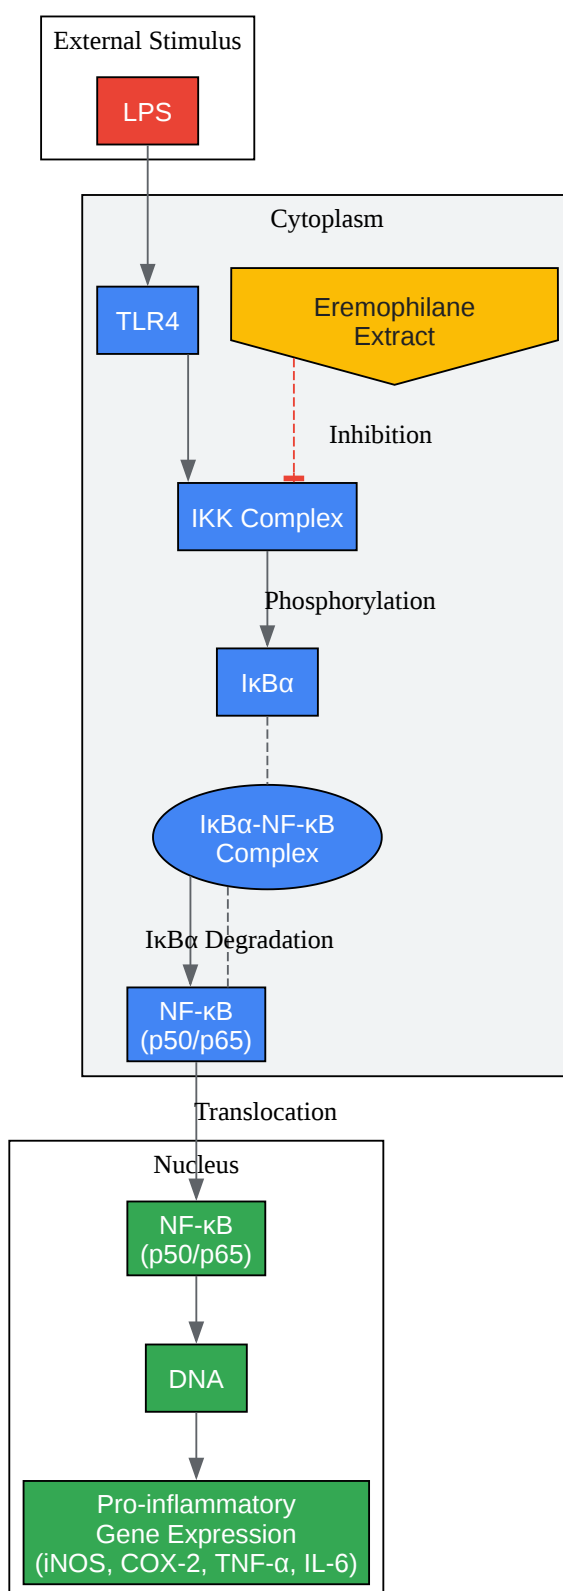 External Stimulus
LPS
Cytoplasm
TLR4
Eremophilane
Extract
Inhibition
IKK Complex
Phosphorylation
IκBα
IκBα-NF-κB
Complex
IκBα Degradation
NF-κB
(p50/p65)
Translocation
Nucleus
NF-κB
(p50/p65)
DNA
Pro-inflammatory
Gene Expression
(iNOS, COX-2, TNF-α, IL-6)